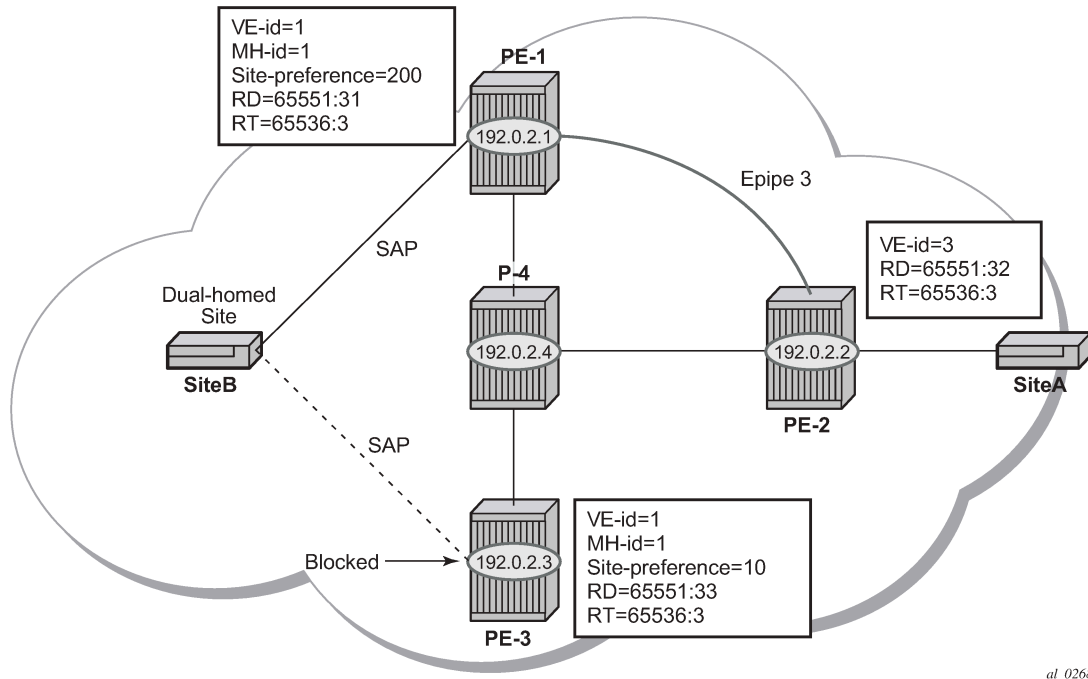 VE-id=1
MH-id=1
Site-preference=200
RD=65551:31
RT=65536:3
PE-1
192.0.2.1
Epipe 3
SAP
VE-id=3
RD=65551:32
RT=65536:3
P-4
Dual-homed
Site
192.0.2.4
192.0.2.2
SiteB
SiteA
PE-2
SAP
VE-id=1
MH-id=1
Site-preference=10
RD=65551:33
RT=65536:3
Blocked
192.0.2.3
PE-3